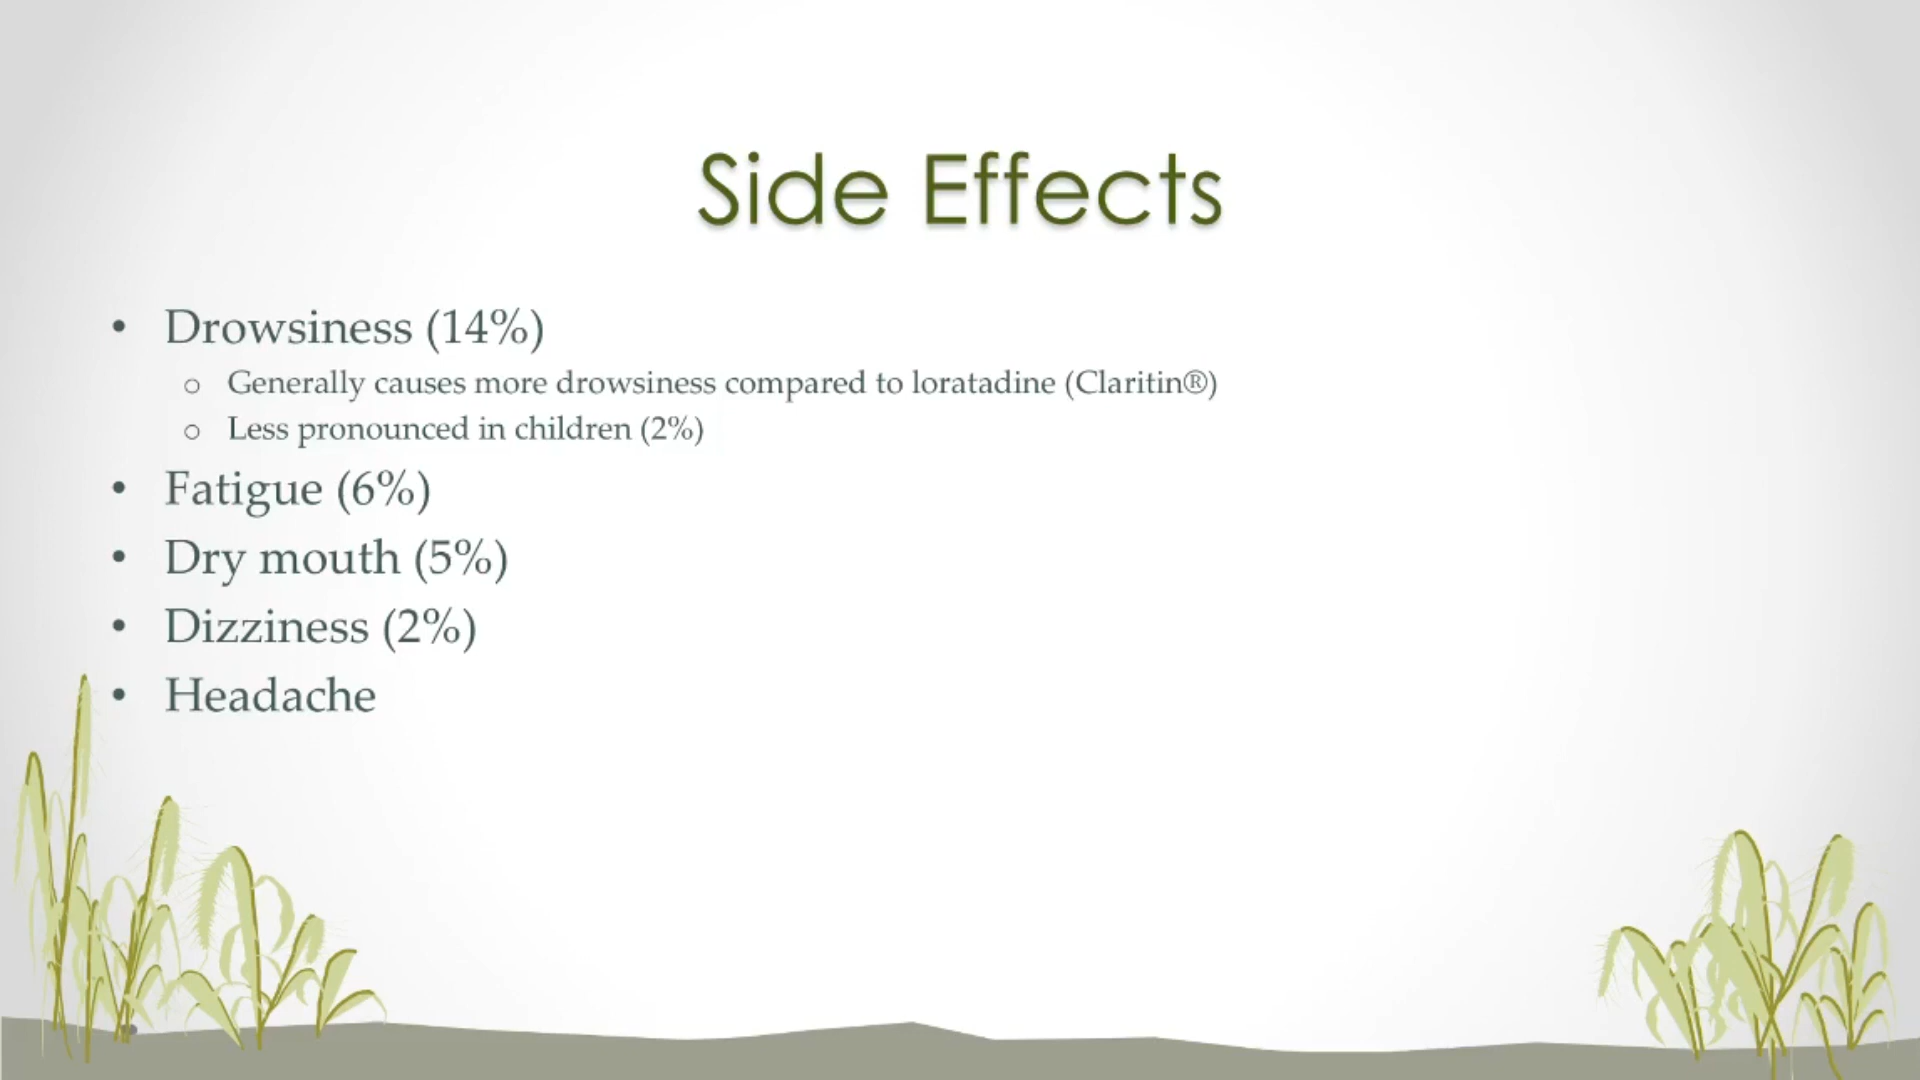 Side Effects
• Drowsiness (14%)
o Generally causes more drowsiness compared to loratadine (Claritin®)
o Less pronounced in children (2%)
• Fatigue (6%)
• Dry mouth (5%)
• Dizziness (2%)
• Headache